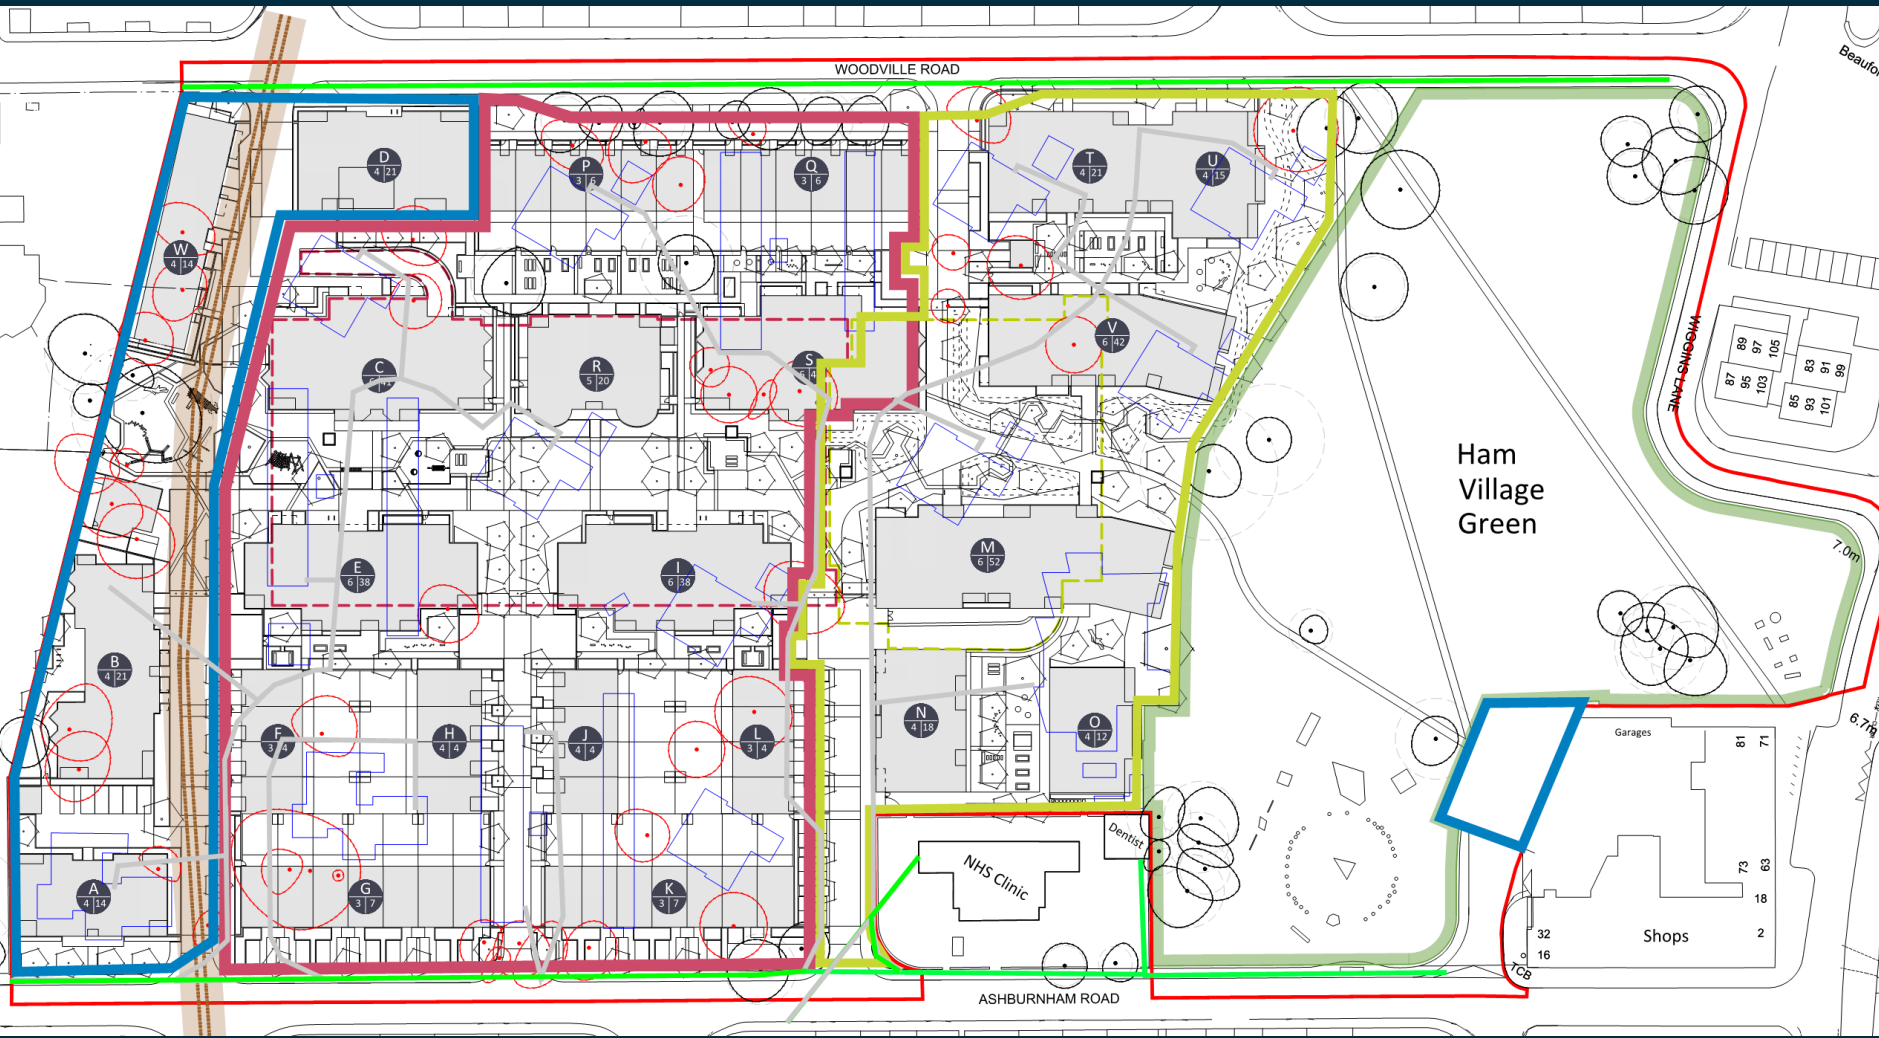 WOODVILLE ROAD
Beaufo
D
4 21
P
3 6
Q
3 6
T
4 21
U
4 15
W
4 14
C
R
5 20
S
V
6 42
WIGGINS LANE
89
97
105
87
95
103
83
91
99
85
93
101
Ham
Village
Green
E
6 38
I
6 38
M
6 52
7.0m
B
4 21
F
3 4
H
4 4
J
4 4
L
3 4
N
4 18
O
4 12
6.7m
Garages
81
71
Dentist
NHS Clinic
73
63
A
4 14
G
3 7
K
3 7
18
32
Shops
2
16
TCB
ASHBURNHAM ROAD